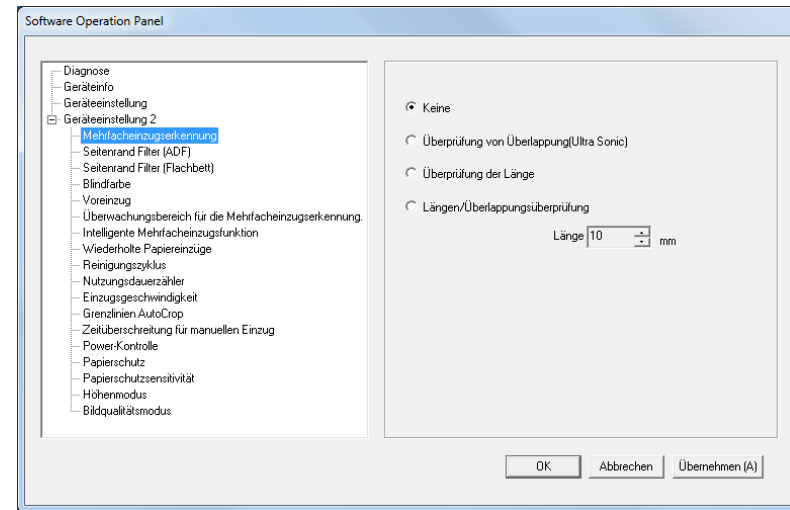 Software Operation Panel
Diagnose
Geräteinfo
Geräteeinstellung
Geräteeinstellung 2
Mehrfacheinzugserkennung
Seitenrand Filter (ADF)
Seitenrand Filter (Flachbett)
Blindfarbe
Voreinzug
Überwachungsbereich für die Mehrfacheinzugserkennung.
Intelligente Mehrfacheinzugsfunktion
Wiederholte Papiereinzüge
Reinigungszyklus
Nutzungsdauerzähler
Einzugsgeschwindigkeit
Grenzlinien AutoCrop
Zeitüberschreitung für manuellen Einzug
Power-Kontrolle
Papierschutz
Papierschutzsensitivität
Höhenmodus
Bildqualitätsmodus
Keine
Überprüfung von Überlappung(Ultra Sonic)
Überprüfung der Länge
Längen/Überlappungsüberprüfung
Länge 10 mm
OK Abbrechen Übernehmen (A)